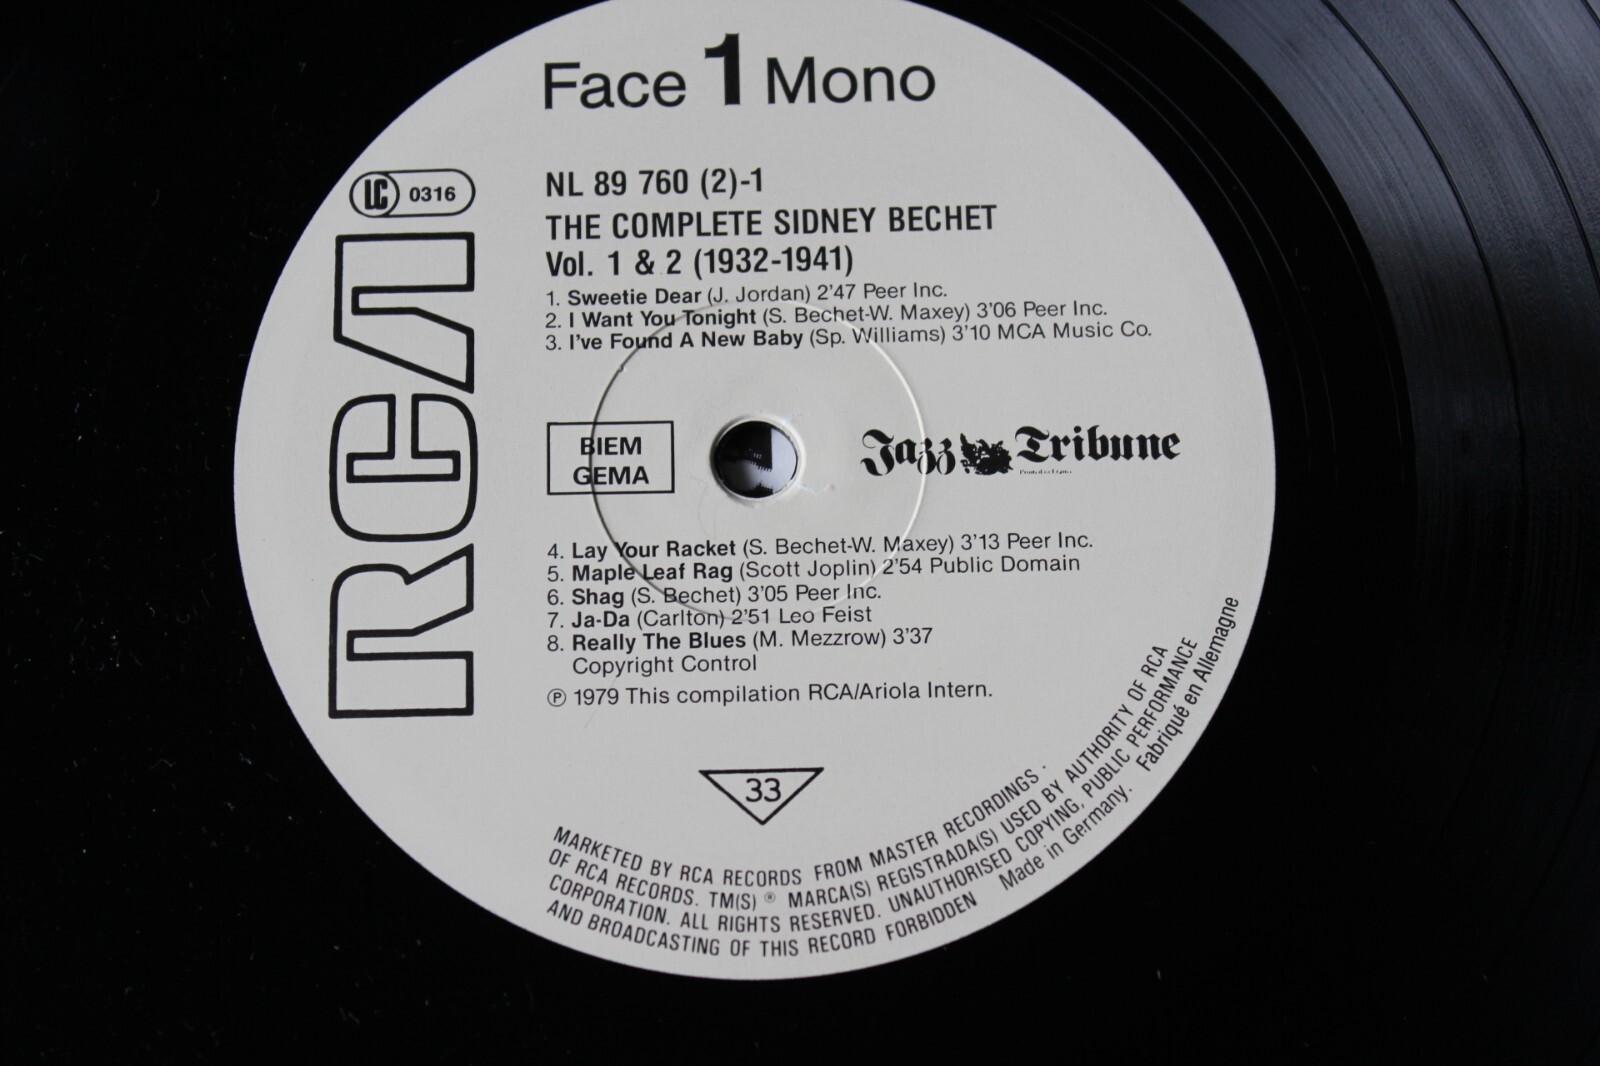 Face 1 Mono
LC 0316
RCA
NL 89 760 (2)-1
THE COMPLETE SIDNEY BECHET
Vol. 1 & 2 (1932-1941)
1. Sweetie Dear (J. Jordan) 2'47 Peer Inc.
2. I Want You Tonight (S. Bechet-W. Maxey) 3'06 Peer Inc.
3. I've Found A New Baby (Sp. Williams) 3'10 MCA Music Co.
BIEM
GEMA
Jazz Tribune
4. Lay Your Racket (S. Bechet-W. Maxey) 3'13 Peer Inc.
5. Maple Leaf Rag (Scott Joplin) 2'54 Public Domain
6. Shag (S. Bechet) 3'05 Peer Inc.
7. Ja-Da (Carlton) 2'51 Leo Feist
8. Really The Blues (M. Mezzrow) 3'37
Copyright Control
℗ 1979 This compilation RCA/Ariola Intern.
33
MARKETED BY RCA RECORDS FROM MASTER RECORDINGS .
OF RCA RECORDS. TM(S) ® MARCA(S) REGISTRADA(S) USED BY AUTHORITY OF RCA
CORPORATION. ALL RIGHTS RESERVED. UNAUTHORISED COPYING, PUBLIC PERFORMANCE
AND BROADCASTING OF THIS RECORD FORBIDDEN Made in Germany. Fabriqué en Allemagne